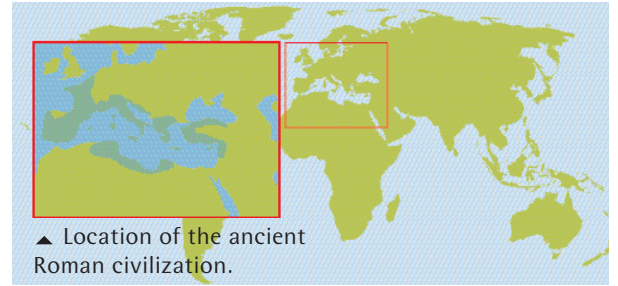 ▲ Location of the ancient
Roman civilization.